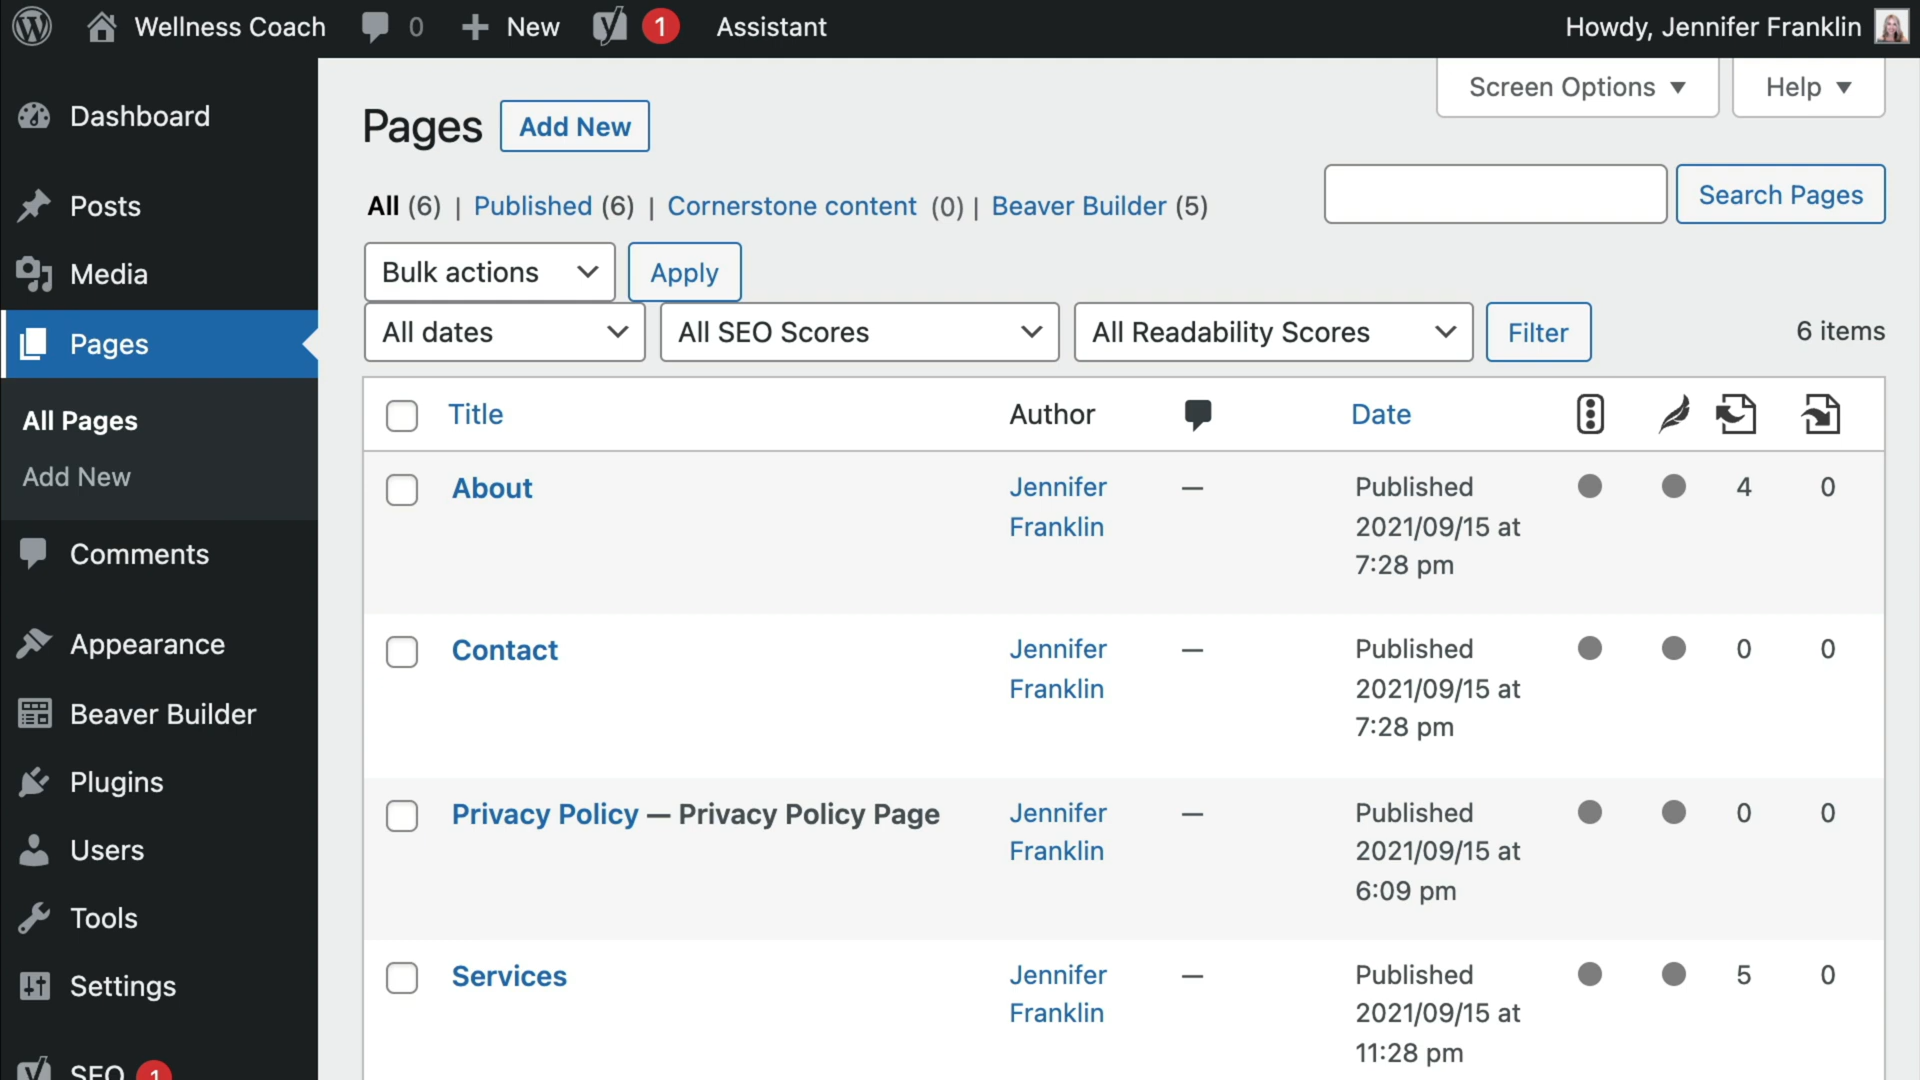 Wellness Coach 0 New 1 Assistant Howdy, Jennifer Franklin
Screen Options Help
Dashboard
Posts
Media
Pages
All Pages
Add New
Comments
Appearance
Beaver Builder
Plugins
Users
Tools
Settings
SEO 1
Pages Add New
All (6) | Published (6) | Cornerstone content (0) | Beaver Builder (5)
Search Pages
Bulk actions Apply
All dates All SEO Scores All Readability Scores Filter 6 items
Title Author Date
About Jennifer — Published 4 0
Franklin 2021/09/15 at
7:28 pm
Contact Jennifer — Published 0 0
Franklin 2021/09/15 at
7:28 pm
Privacy Policy — Privacy Policy Page Jennifer — Published 0 0
Franklin 2021/09/15 at
6:09 pm
Services Jennifer — Published 5 0
Franklin 2021/09/15 at
11:28 pm